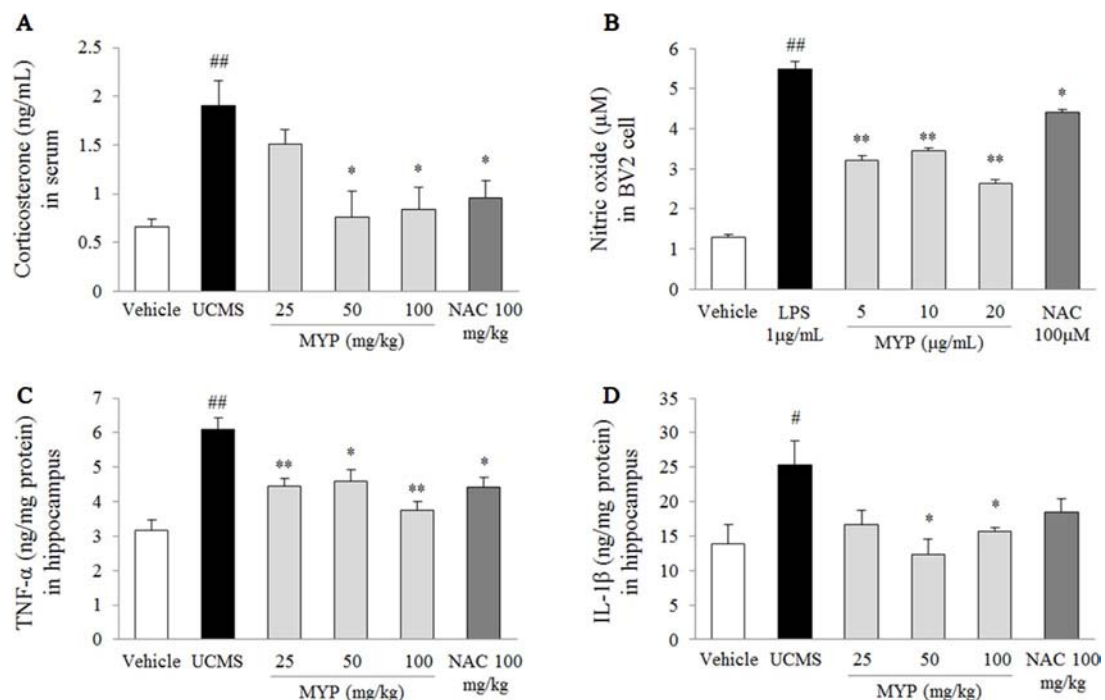 A
Corticosterone (ng/mL)
in serum
2.5
2
1.5
1
0.5
0
##
*
*
*
Vehicle UCMS 25 50 100 NAC 100
mg/kg
MYP (mg/kg)
B
Nitric oxide (μM)
in BV2 cell
6
5
4
3
2
1
0
##
**
**
**
*
Vehicle LPS 5 10 20 NAC
1μg/mL 100μM
MYP (μg/mL)
C
TNF-α (ng/mg protein)
in hippocampus
7
6
5
4
3
2
1
0
##
**
*
**
*
Vehicle UCMS 25 50 100 NAC 100
mg/kg
MYP (mg/kg)
D
IL-1β (ng/mg protein)
in hippocampus
35
30
25
20
15
10
5
0
#
*
*
Vehicle UCMS 25 50 100 NAC 100
mg/kg
MYP (mg/kg)